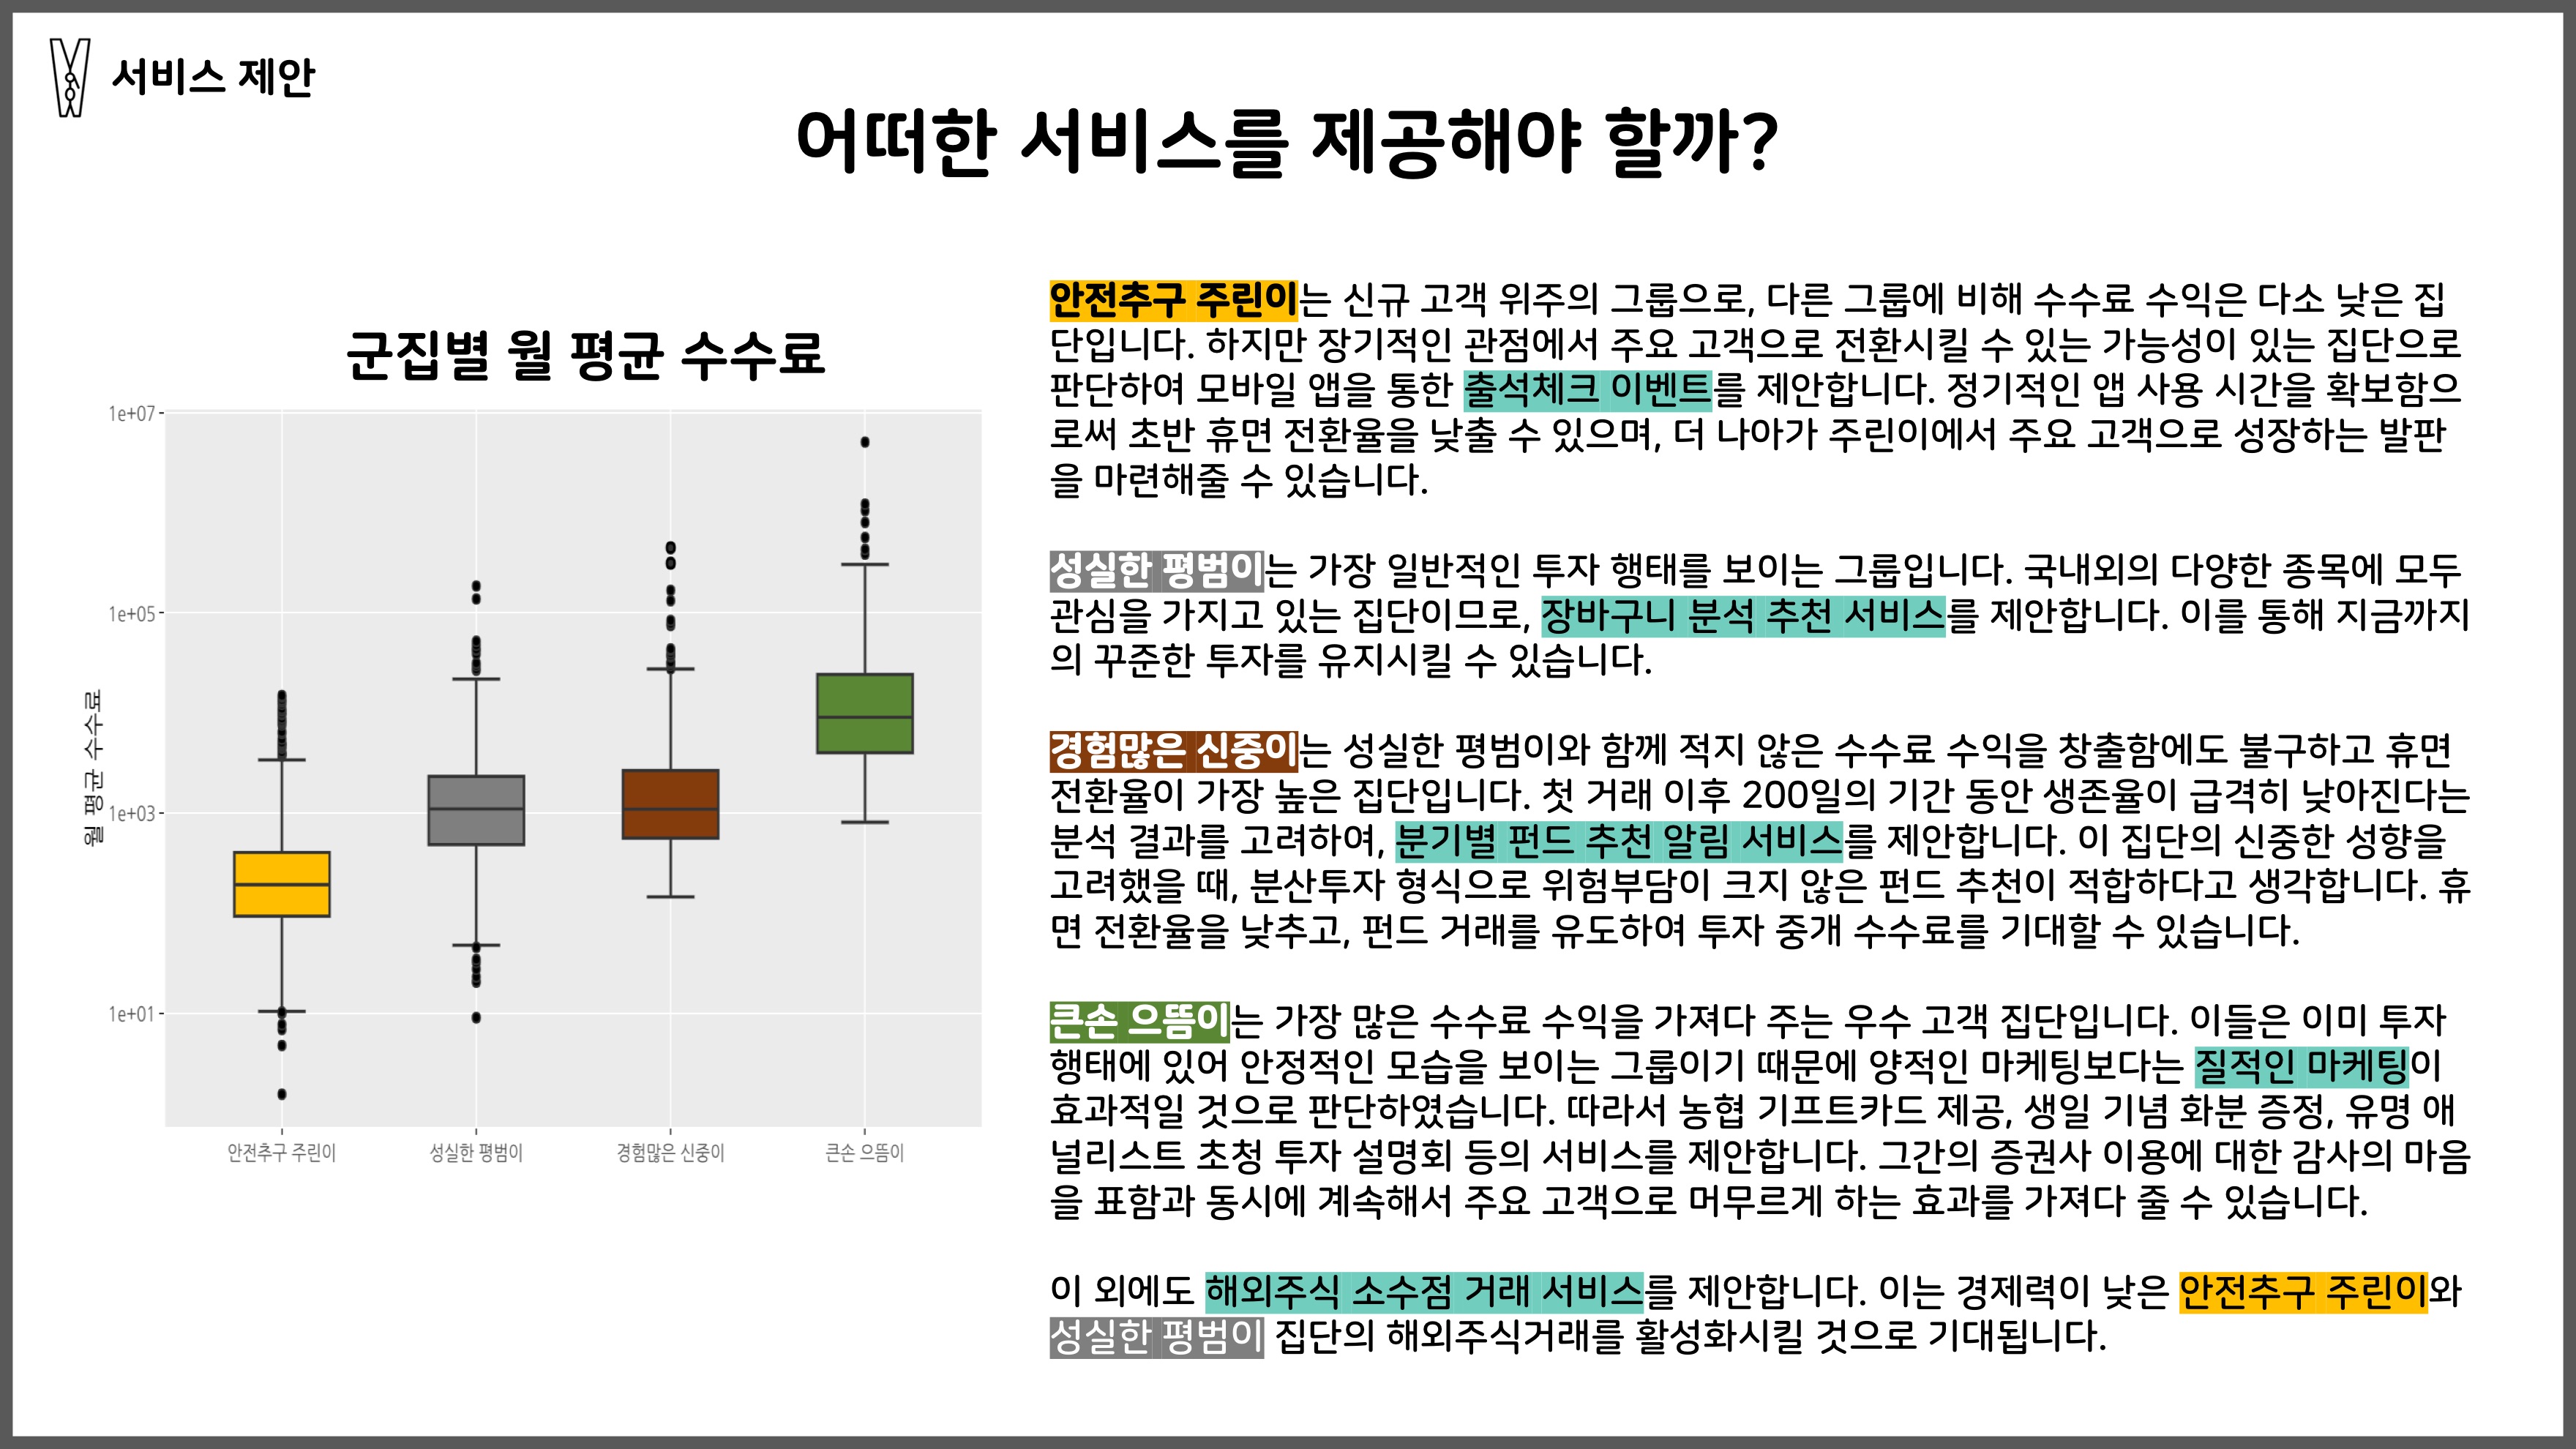 서비스 제안
어떠한 서비스를 제공해야 할까?
군집별 월 평균 수수료
1e+07
1e+05
1e+03
1e+01
월 평균 수수료
안전추구 주린이
성실한 평범이
경험많은 신중이
큰손 으뜸이
안전추구 주린이는 신규 고객 위주의 그룹으로, 다른 그룹에 비해 수수료 수익은 다소 낮은 집
단입니다. 하지만 장기적인 관점에서 주요 고객으로 전환시킬 수 있는 가능성이 있는 집단으로
판단하여 모바일 앱을 통한 출석체크 이벤트를 제안합니다. 정기적인 앱 사용 시간을 확보함으
로써 초반 휴면 전환율을 낮출 수 있으며, 더 나아가 주린이에서 주요 고객으로 성장하는 발판
을 마련해줄 수 있습니다.
성실한 평범이는 가장 일반적인 투자 행태를 보이는 그룹입니다. 국내외의 다양한 종목에 모두
관심을 가지고 있는 집단이므로, 장바구니 분석 추천 서비스를 제안합니다. 이를 통해 지금까지
의 꾸준한 투자를 유지시킬 수 있습니다.
경험많은 신중이는 성실한 평범이와 함께 적지 않은 수수료 수익을 창출함에도 불구하고 휴면
전환율이 가장 높은 집단입니다. 첫 거래 이후 200일의 기간 동안 생존율이 급격히 낮아진다는
분석 결과를 고려하여, 분기별 펀드 추천 알림 서비스를 제안합니다. 이 집단의 신중한 성향을
고려했을 때, 분산투자 형식으로 위험부담이 크지 않은 펀드 추천이 적합하다고 생각합니다. 휴
면 전환율을 낮추고, 펀드 거래를 유도하여 투자 중개 수수료를 기대할 수 있습니다.
큰손 으뜸이는 가장 많은 수수료 수익을 가져다 주는 우수 고객 집단입니다. 이들은 이미 투자
행태에 있어 안정적인 모습을 보이는 그룹이기 때문에 양적인 마케팅보다는 질적인 마케팅이
효과적일 것으로 판단하였습니다. 따라서 농협 기프트카드 제공, 생일 기념 화분 증정, 유명 애
널리스트 초청 투자 설명회 등의 서비스를 제안합니다. 그간의 증권사 이용에 대한 감사의 마음
을 표함과 동시에 계속해서 주요 고객으로 머무르게 하는 효과를 가져다 줄 수 있습니다.
이 외에도 해외주식 소수점 거래 서비스를 제안합니다. 이는 경제력이 낮은 안전추구 주린이와
성실한 평범이 집단의 해외주식거래를 활성화시킬 것으로 기대됩니다.